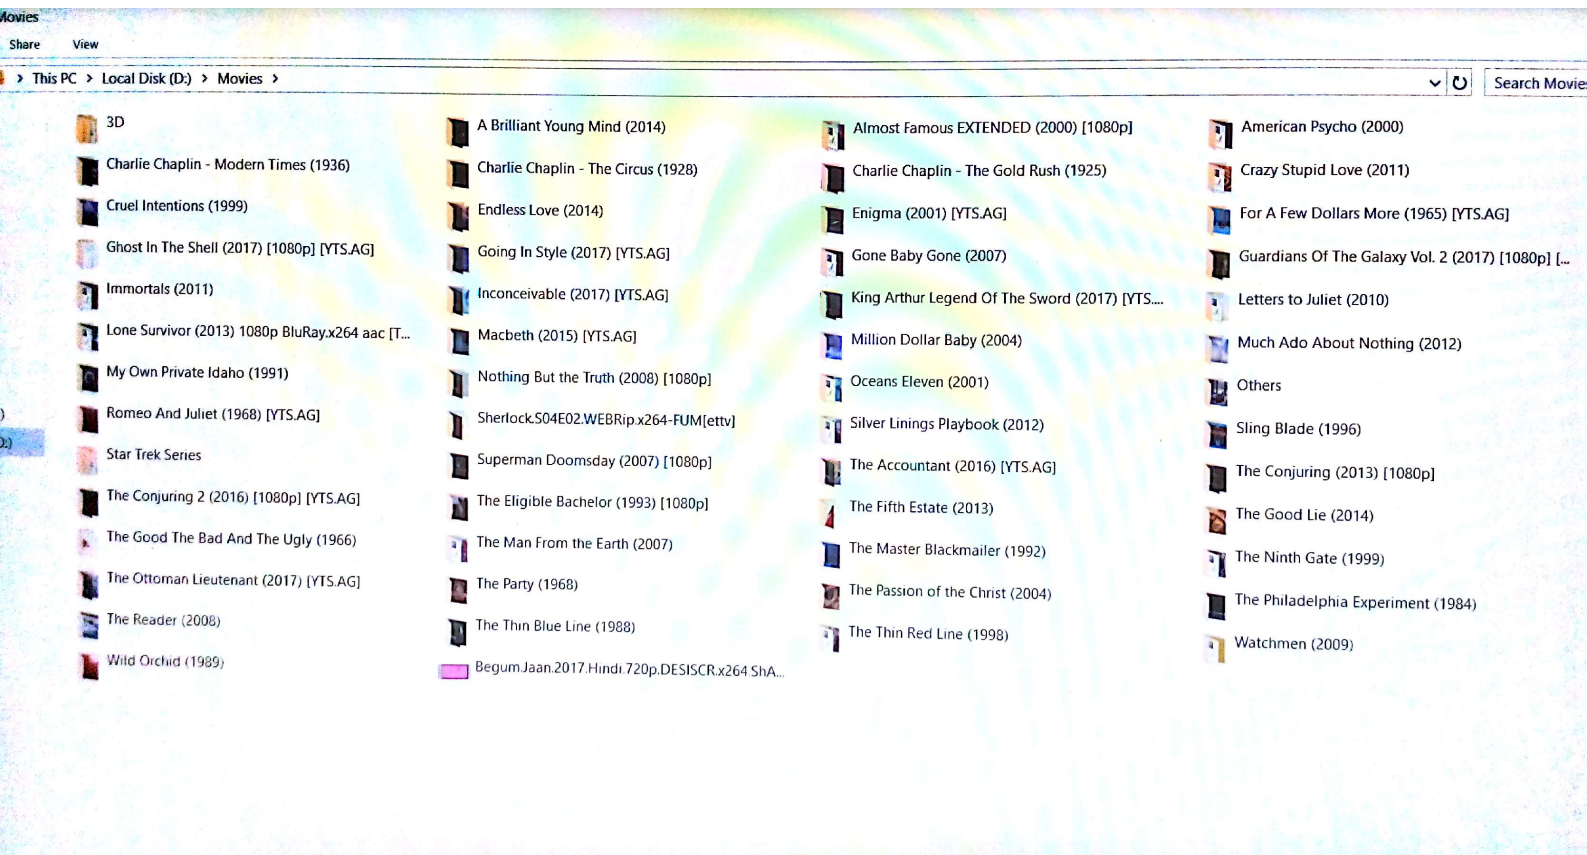 Movies
Share View
> This PC > Local Disk (D:) > Movies > Search Movies
3D A Brilliant Young Mind (2014) Almost Famous EXTENDED (2000) [1080p] American Psycho (2000)
Charlie Chaplin - Modern Times (1936) Charlie Chaplin - The Circus (1928) Charlie Chaplin - The Gold Rush (1925) Crazy Stupid Love (2011)
Cruel Intentions (1999) Endless Love (2014) Enigma (2001) [YTS.AG] For A Few Dollars More (1965) [YTS.AG]
Ghost In The Shell (2017) [1080p] [YTS.AG] Going In Style (2017) [YTS.AG] Gone Baby Gone (2007) Guardians Of The Galaxy Vol. 2 (2017) [1080p] [...
Immortals (2011) Inconceivable (2017) [YTS.AG] King Arthur Legend Of The Sword (2017) [YTS.... Letters to Juliet (2010)
Lone Survivor (2013) 1080p BluRay.x264 aac [T... Macbeth (2015) [YTS.AG] Million Dollar Baby (2004) Much Ado About Nothing (2012)
My Own Private Idaho (1991) Nothing But the Truth (2008) [1080p] Oceans Eleven (2001) Others
Romeo And Juliet (1968) [YTS.AG] Sherlock.S04E02.WEBRip.x264-FUM[ettv] Silver Linings Playbook (2012) Sling Blade (1996)
Star Trek Series Superman Doomsday (2007) [1080p] The Accountant (2016) [YTS.AG] The Conjuring (2013) [1080p]
The Conjuring 2 (2016) [1080p] [YTS.AG] The Eligible Bachelor (1993) [1080p] The Fifth Estate (2013) The Good Lie (2014)
The Good The Bad And The Ugly (1966) The Man From the Earth (2007) The Master Blackmailer (1992) The Ninth Gate (1999)
The Ottoman Lieutenant (2017) [YTS.AG] The Party (1968) The Passion of the Christ (2004) The Philadelphia Experiment (1984)
The Reader (2008) The Thin Blue Line (1988) The Thin Red Line (1998) Watchmen (2009)
Wild Orchid (1989) Begum.Jaan.2017.Hindi.720p.DESISCR.x264.ShA...